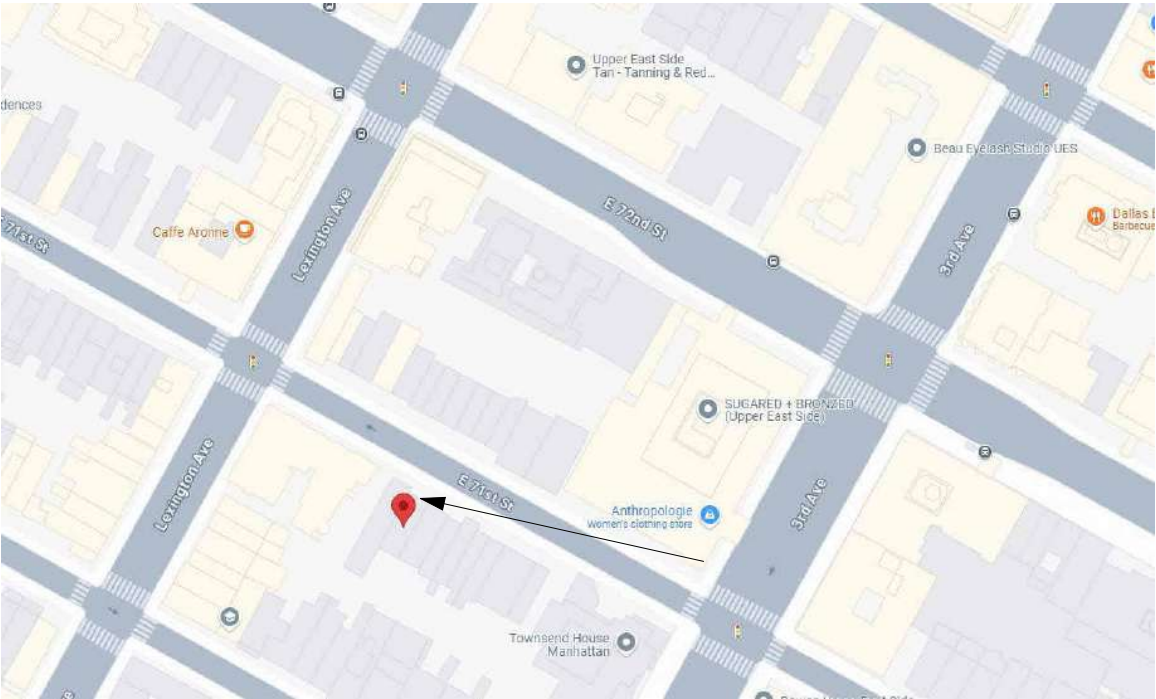 Upper East Side
Tan - Tanning & Red...
dences
Beau Eyelash Studio UES
E 72nd St
Dallas B
Barbecue
Caffe Aronne
Lexington Ave
E 71st St
3rd Ave
SUGARED + BRONZED
(Upper East Side)
E 71st St
Lexington Ave
3rd Ave
Anthropologie
Women's clothing store
Townsend House
Manhattan